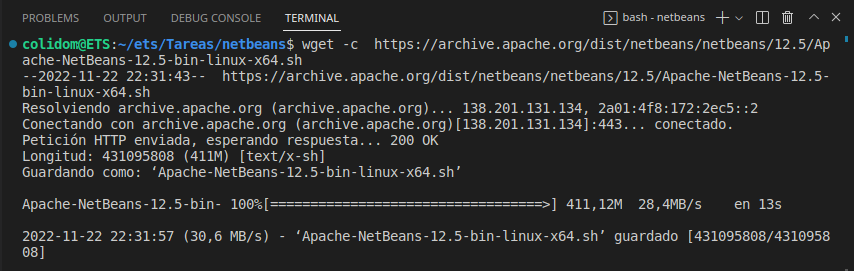 PROBLEMS OUTPUT DEBUG CONSOLE TERMINAL bash - netbeans
colidom@ETS:~/ets/Tareas/netbeans$ wget -c  https://archive.apache.org/dist/netbeans/netbeans/12.5/Ap
ache-NetBeans-12.5-bin-linux-x64.sh
--2022-11-22 22:31:43--  https://archive.apache.org/dist/netbeans/netbeans/12.5/Apache-NetBeans-12.5-
bin-linux-x64.sh
Resolviendo archive.apache.org (archive.apache.org)... 138.201.131.134, 2a01:4f8:172:2ec5::2
Conectando con archive.apache.org (archive.apache.org)[138.201.131.134]:443... conectado.
Petición HTTP enviada, esperando respuesta... 200 OK
Longitud: 431095808 (411M) [text/x-sh]
Guardando como: ‘Apache-NetBeans-12.5-bin-linux-x64.sh’
Apache-NetBeans-12.5-bin- 100%[==================================>] 411,12M  28,4MB/s    en 13s
2022-11-22 22:31:57 (30,6 MB/s) - ‘Apache-NetBeans-12.5-bin-linux-x64.sh’ guardado [431095808/4310958
08]